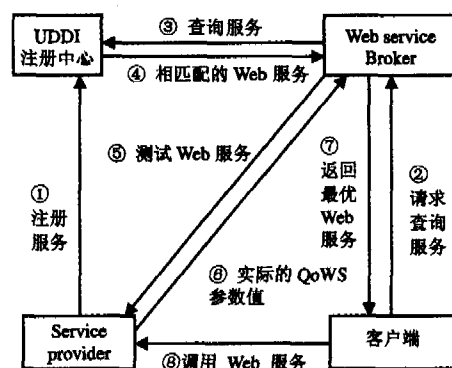 UDDI
注册中心
③ 查询服务
Web service
Broker
④ 相匹配的 Web 服务
⑤ 测试 Web 服务
①
注册
服务
⑦
返回
最优
Web
服务
②
请求
查询
服务
⑥ 实际的 QoWS
参数值
Service
provider
⑧调用 Web 服务
客户端